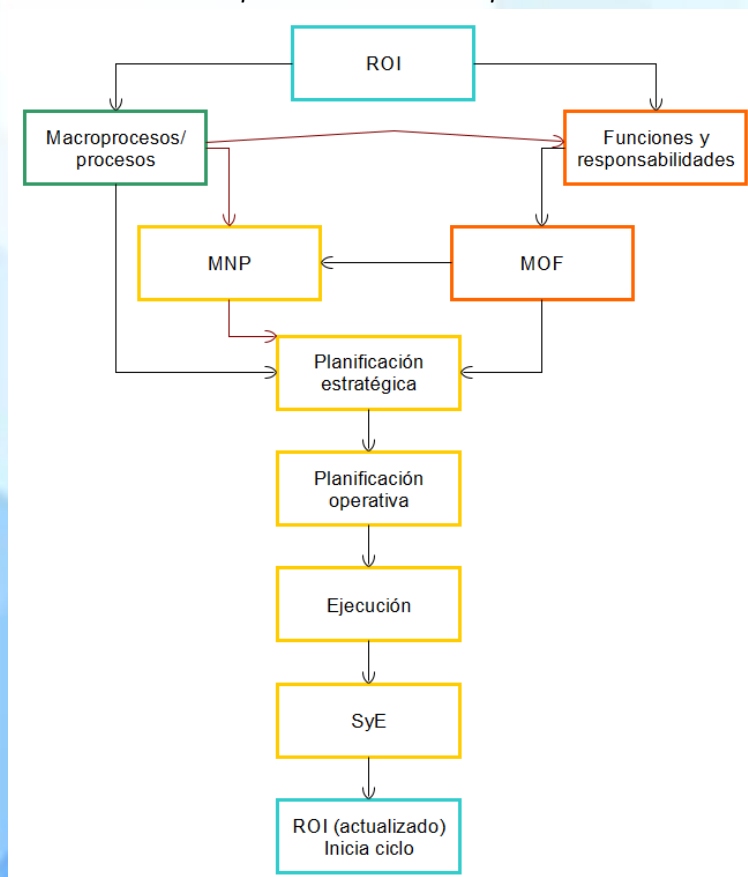 ROI
Macroprocesos/
procesos
Funciones y
responsabilidades
MNP
MOF
Planificación
estratégica
Planificación
operativa
Ejecución
SyE
ROI (actualizado)
Inicia ciclo